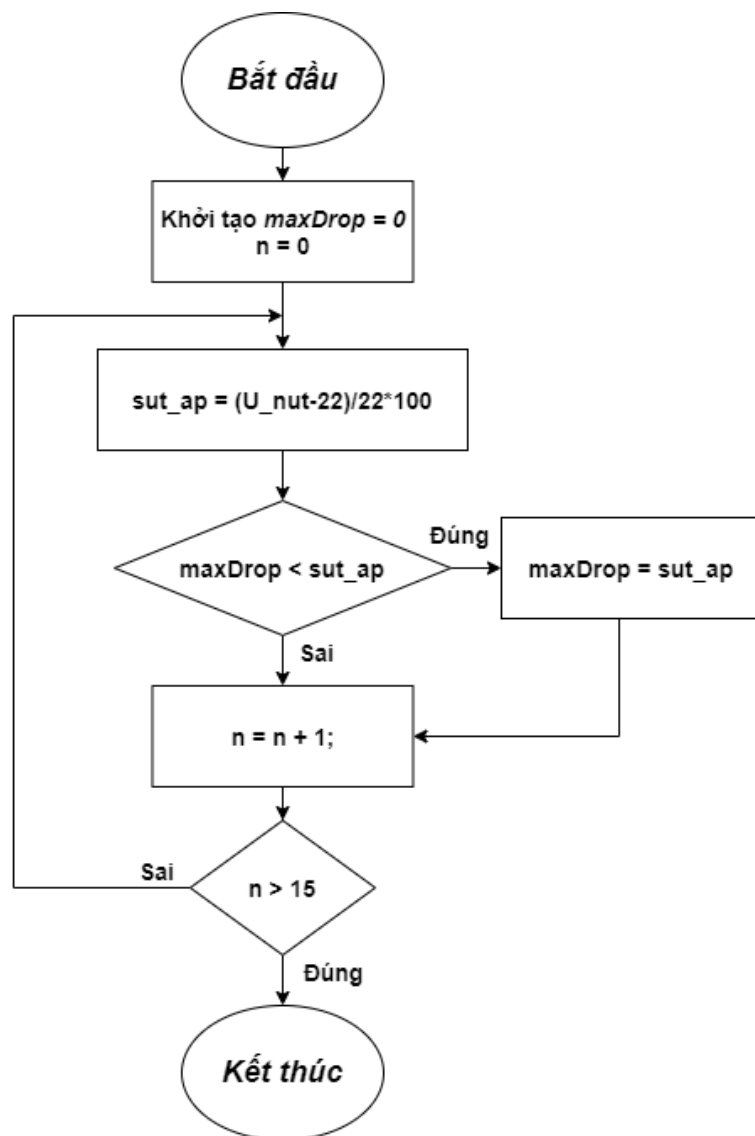 Bắt đầu
Khởi tạo maxDrop = 0
n = 0
sut_ap = (U_nut-22)/22*100
maxDrop < sut_ap
Đúng
maxDrop = sut_ap
Sai
n = n + 1;
Sai
n > 15
Đúng
Kết thúc